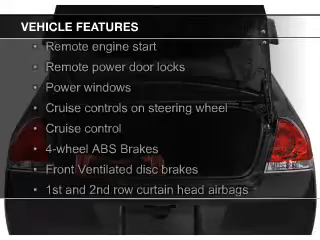 VEHICLE FEATURES
• Remote engine start
• Remote power door locks
• Power windows
• Cruise controls on steering wheel
• Cruise control
• 4-wheel ABS Brakes
• Front Ventilated disc brakes
• 1st and 2nd row curtain head airbags